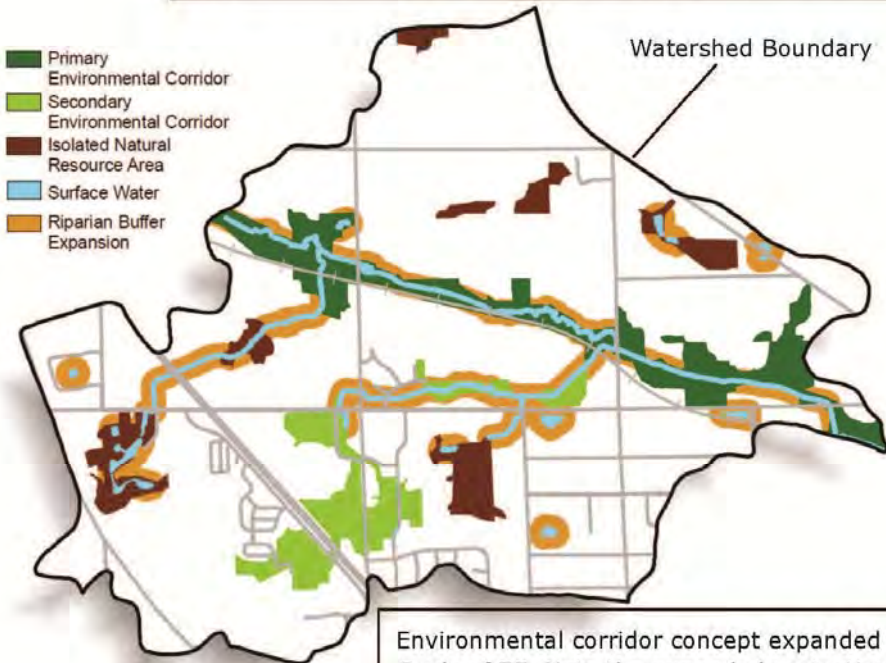 Primary
Environmental Corridor
Secondary
Environmental Corridor
Isolated Natural
Resource Area
Surface Water
Riparian Buffer
Expansion
Watershed Boundary
Environmental corridor concept expanded